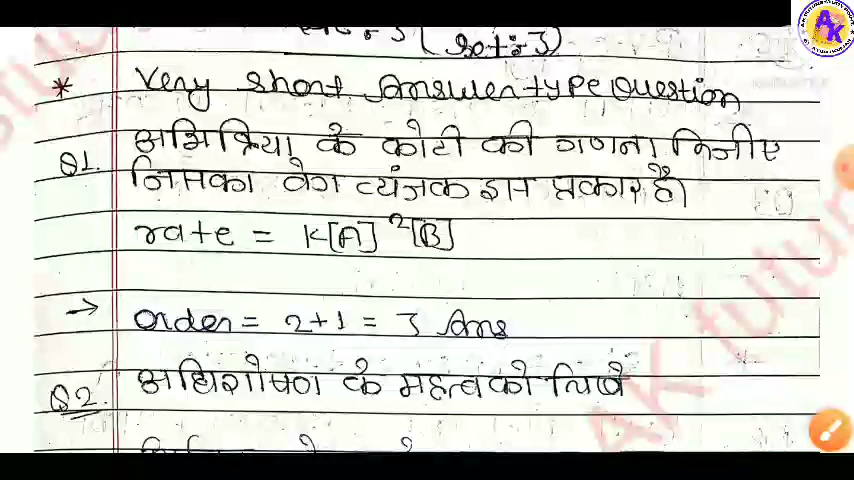 (Set:-3)
* Very short Answer type Question
Q1. अभिक्रिया के कोटी की गणना किजीए
जिसका वेग व्यंजक इस प्रकार है।
rate = K[A]²[B]
→ order = 2+1 = 3 Ans
Q2. अधिशोषण के महत्व को लिखें